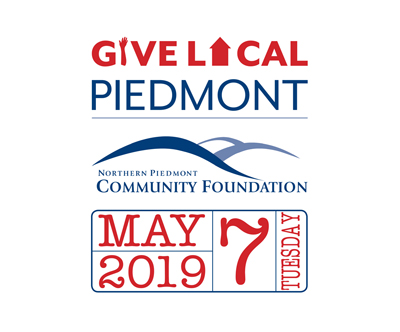 GIVE LOCAL
PIEDMONT
NORTHERN PIEDMONT
COMMUNITY FOUNDATION
MAY
2019
7
TUESDAY